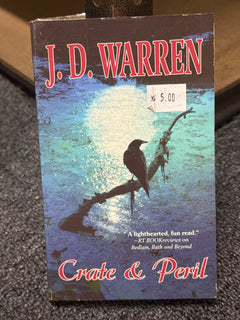 J. D. WARREN
$ 5.00
"A lighthearted, fun read."
—RT BOOKreviews on
Bedlam, Bath and Beyond
Crate & Peril